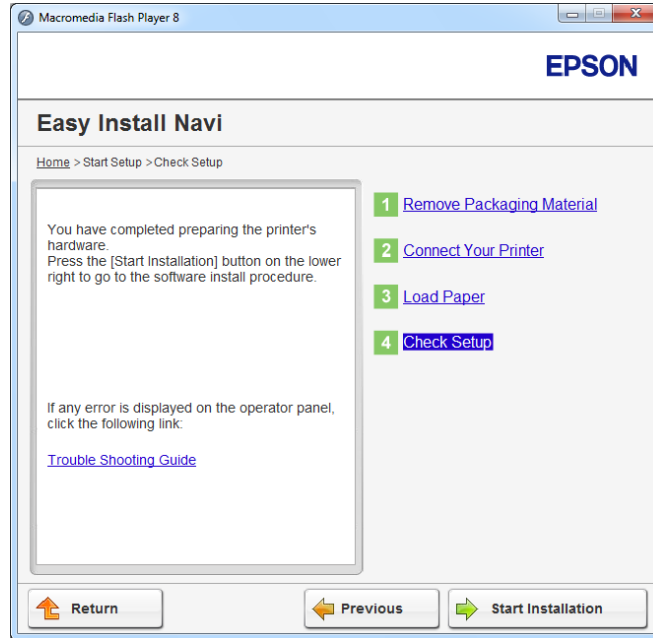 Macromedia Flash Player 8
EPSON
Easy Install Navi
Home > Start Setup >Check Setup
You have completed preparing the printer's
hardware.
Press the [Start Installation] button on the lower
right to go to the software install procedure.
If any error is displayed on the operator panel,
click the following link:
Trouble Shooting Guide
1 Remove Packaging Material
2 Connect Your Printer
3 Load Paper
4 Check Setup
Return
Previous
Start Installation